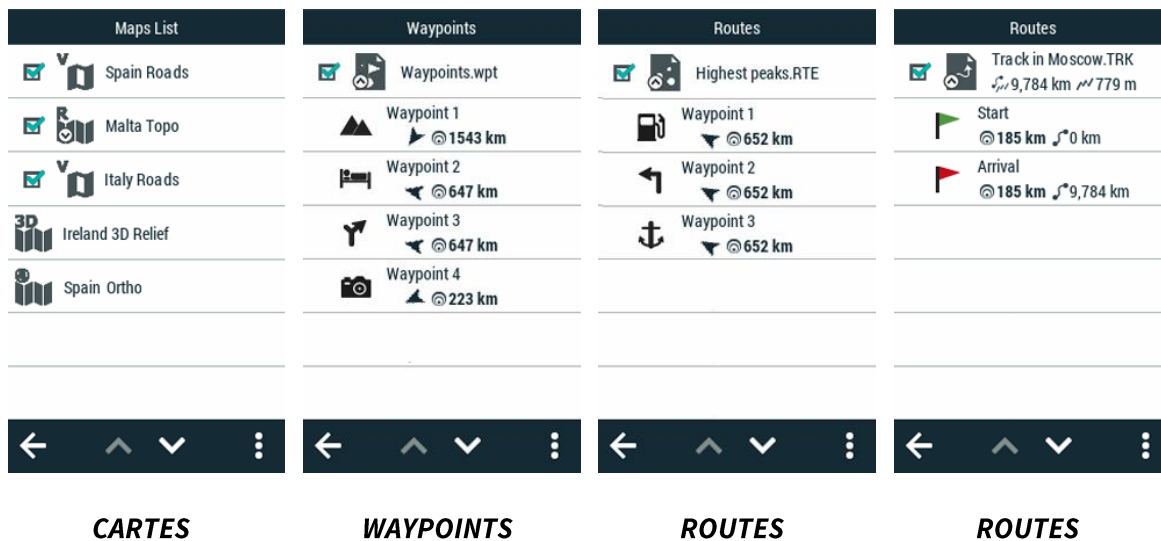 Maps List
V
Spain Roads
R
Malta Topo
V
Italy Roads
3D
Ireland 3D Relief
Spain Ortho
CARTES
Waypoints
Waypoints.wpt
Waypoint 1
1543 km
Waypoint 2
647 km
Waypoint 3
647 km
Waypoint 4
223 km
WAYPOINTS
Routes
Highest peaks.RTE
Waypoint 1
652 km
Waypoint 2
652 km
Waypoint 3
652 km
ROUTES
Routes
Track in Moscow.TRK
9,784 km 779 m
Start
185 km 0 km
Arrival
185 km 9,784 km
ROUTES